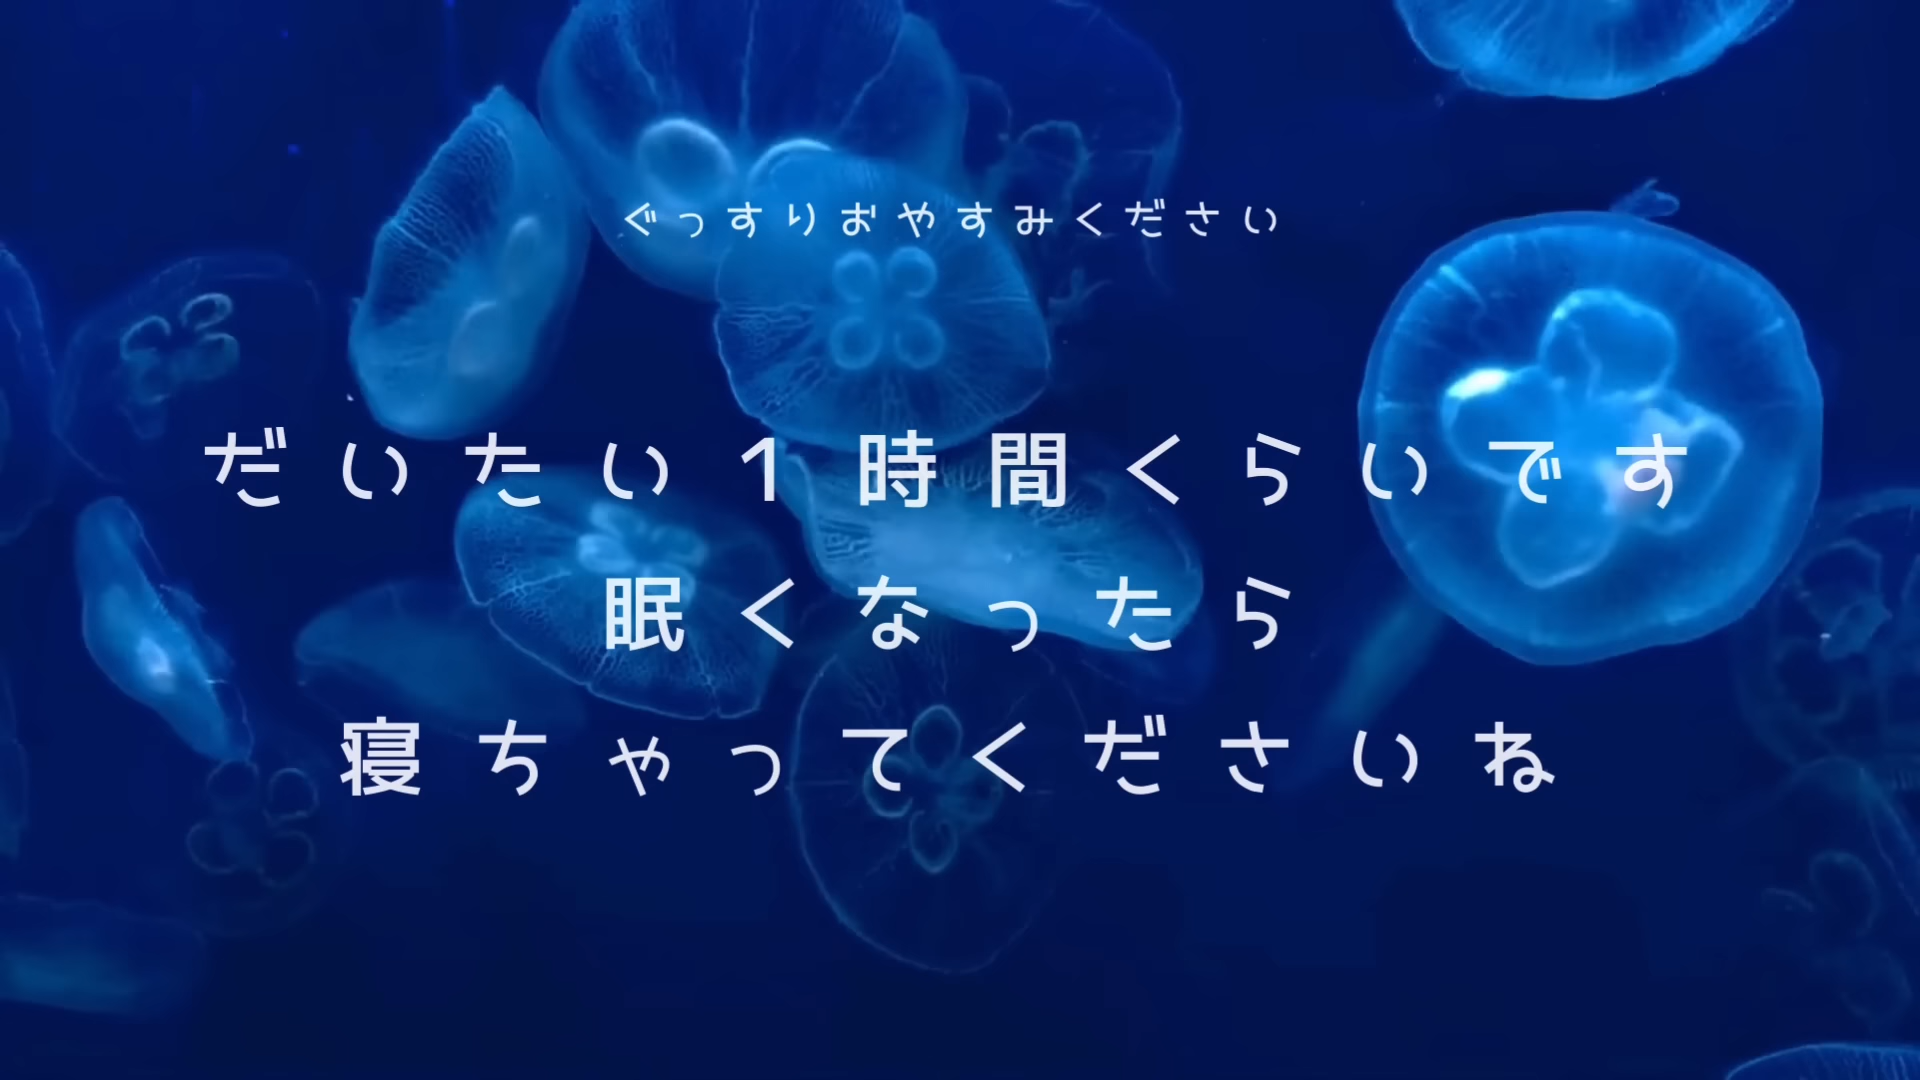 ぐっすりおやすみください
だいたい１時間くらいです
眠くなったら
寝ちゃってくださいね